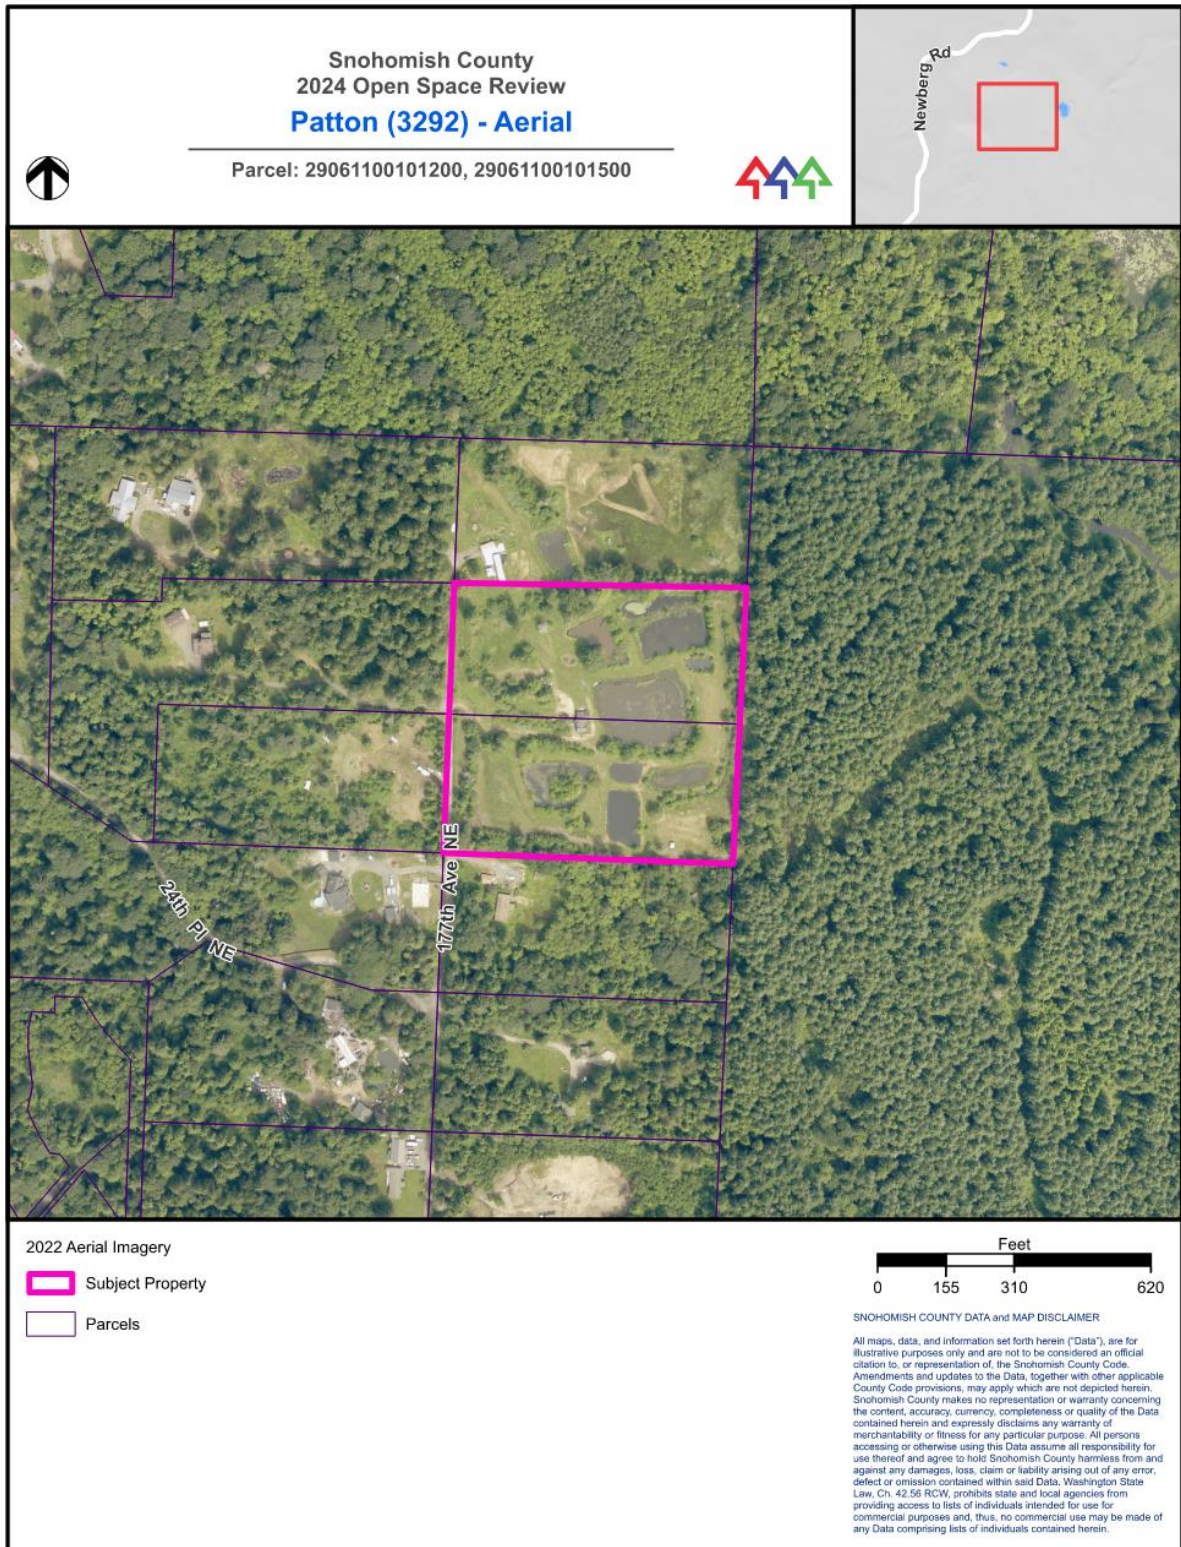 Snohomish County
2024 Open Space Review
Patton (3292) - Aerial
Parcel: 29061100101200, 29061100101500
Newberg Rd
177th Ave NE
24th Pl NE
2022 Aerial Imagery
Subject Property
Parcels
Feet
0 155 310 620
SNOHOMISH COUNTY DATA and MAP DISCLAIMER
All maps, data, and information set forth herein ("Data"), are for
illustrative purposes only and are not to be considered an official
citation to, or representation of, the Snohomish County Code.
Amendments and updates to the Data, together with other applicable
County Code provisions, may apply which are not depicted herein.
Snohomish County makes no representation or warranty concerning
the content, accuracy, currency, completeness or quality of the Data
contained herein and expressly disclaims any warranty of
merchantability or fitness for any particular purpose. All persons
accessing or otherwise using this Data assume all responsibility for
use thereof and agree to hold Snohomish County harmless from and
against any damages, loss, claim or liability arising out of any error,
defect or omission contained within said Data. Washington State
Law, Ch. 42.56 RCW, prohibits state and local agencies from
providing access to lists of individuals intended for use for
commercial purposes and, thus, no commercial use may be made of
any Data comprising lists of individuals contained herein.